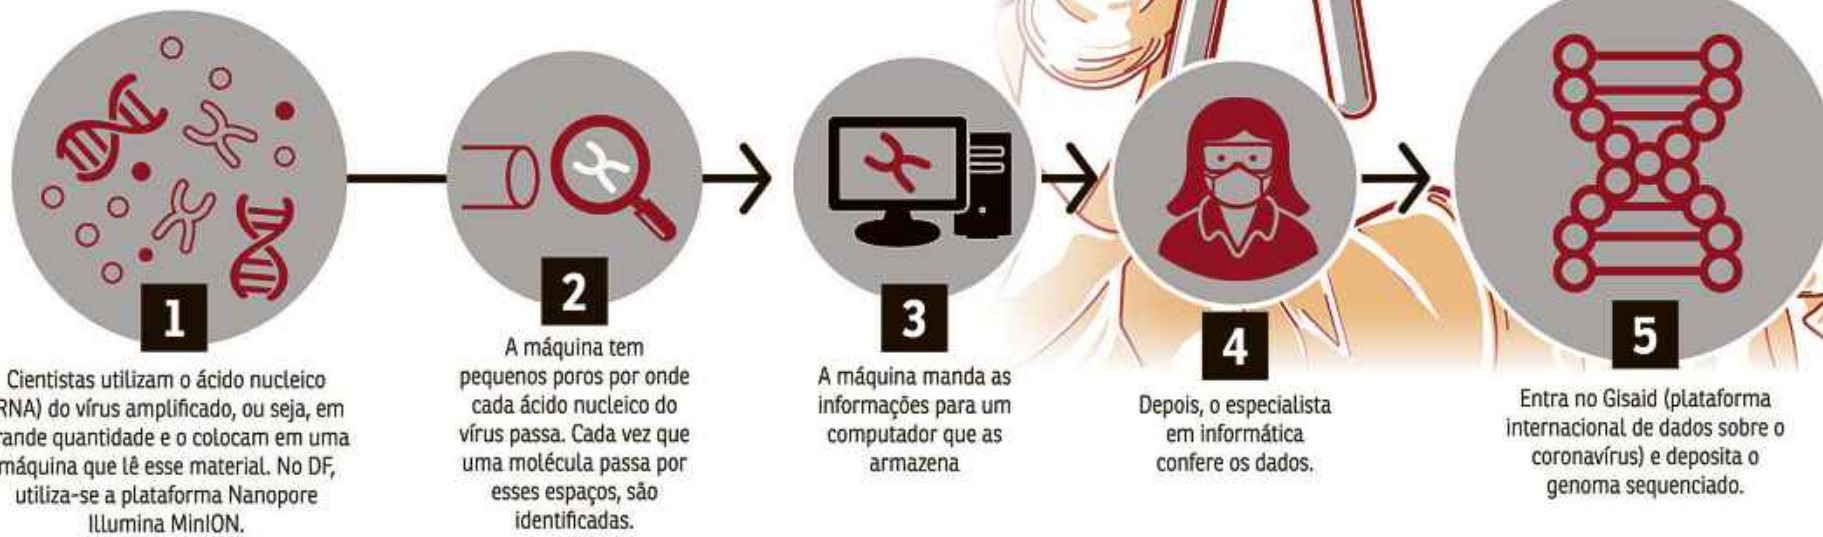 1
Cientistas utilizam o ácido nucleico
RNA) do vírus amplificado, ou seja, em
rande quantidade e o colocam em uma
máquina que lê esse material. No DF,
utiliza-se a plataforma Nanopore
Illumina MinION.
2
A máquina tem
pequenos poros por onde
cada ácido nucleico do
vírus passa. Cada vez que
uma molécula passa por
esses espaços, são
identificadas.
3
A máquina manda as
informações para um
computador que as
armazena
4
Depois, o especialista
em informática
confere os dados.
5
Entra no Gisaid (plataforma
internacional de dados sobre o
coronavírus) e deposita o
genoma sequenciado.